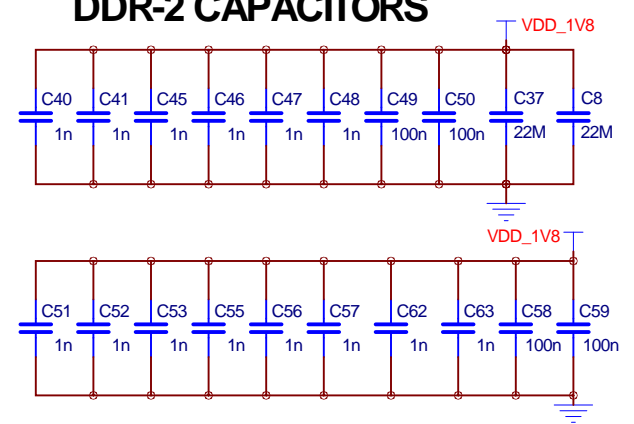 DDR-2 CAPACITORS
VDD_1V8
C40 C41 C45 C46 C47 C48 C49 C50 C37 C8
1n 1n 1n 1n 1n 1n 100n 100n 22M 22M
VDD_1V8
C51 C52 C53 C55 C56 C57 C62 C63 C58 C59
1n 1n 1n 1n 1n 1n 1n 1n 100n 100n